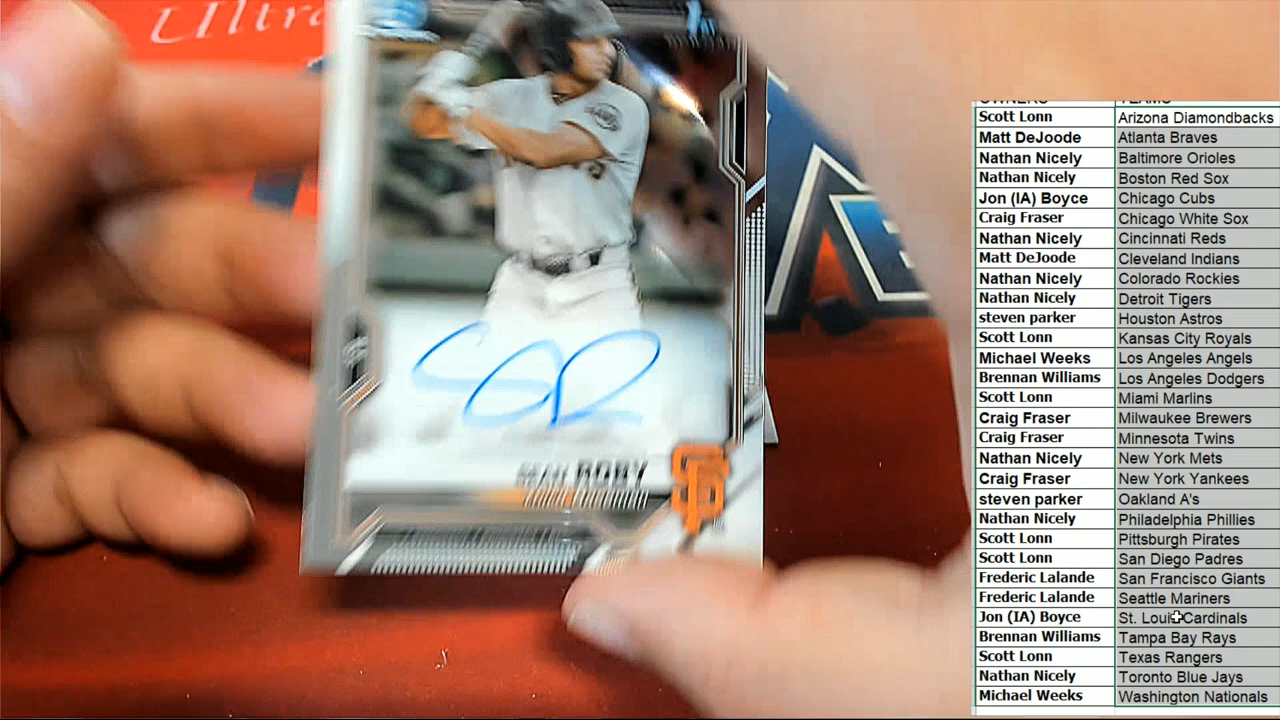 Ultra
1st
SEAN ROBY
SF
OWNERS TEAMS
Scott Lonn Arizona Diamondbacks
Matt DeJoode Atlanta Braves
Nathan Nicely Baltimore Orioles
Nathan Nicely Boston Red Sox
Jon (IA) Boyce Chicago Cubs
Craig Fraser Chicago White Sox
Nathan Nicely Cincinnati Reds
Matt DeJoode Cleveland Indians
Nathan Nicely Colorado Rockies
Nathan Nicely Detroit Tigers
steven parker Houston Astros
Scott Lonn Kansas City Royals
Michael Weeks Los Angeles Angels
Brennan Williams Los Angeles Dodgers
Scott Lonn Miami Marlins
Craig Fraser Milwaukee Brewers
Craig Fraser Minnesota Twins
Nathan Nicely New York Mets
Craig Fraser New York Yankees
steven parker Oakland A's
Nathan Nicely Philadelphia Phillies
Scott Lonn Pittsburgh Pirates
Scott Lonn San Diego Padres
Frederic Lalande San Francisco Giants
Frederic Lalande Seattle Mariners
Jon (IA) Boyce St. Louis Cardinals
Brennan Williams Tampa Bay Rays
Scott Lonn Texas Rangers
Nathan Nicely Toronto Blue Jays
Michael Weeks Washington Nationals